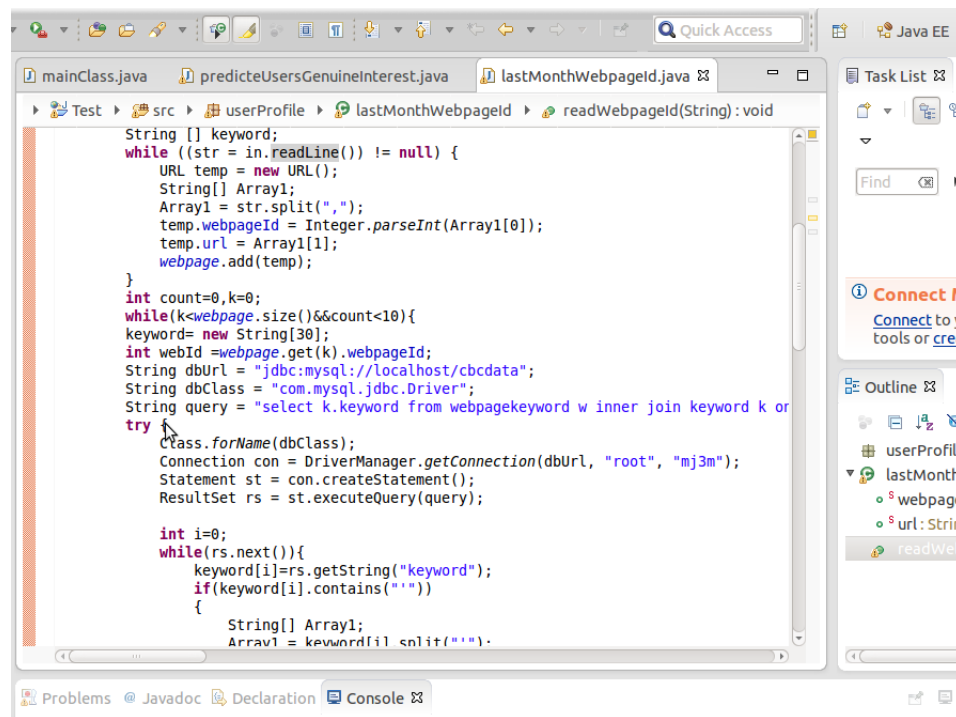 Quick Access
Java EE
mainClass.java predicteUsersGenuineInterest.java lastMonthWebpageId.java
Task List
Test src userProfile lastMonthWebpageId readWebpageId(String) : void
String [] keyword;
while ((str = in.readLine()) != null) {
URL temp = new URL();
String[] Array1;
Array1 = str.split(",");
temp.webpageId = Integer.parseInt(Array1[0]);
temp.url = Array1[1];
webpage.add(temp);
}
int count=0,k=0;
while(k<webpage.size()&&count<10){
keyword= new String[30];
int webId =webpage.get(k).webpageId;
String dbUrl = "jdbc:mysql://localhost/cbcdata";
String dbClass = "com.mysql.jdbc.Driver";
String query = "select k.keyword from webpagekeyword w inner join keyword k on
try {
Class.forName(dbClass);
Connection con = DriverManager.getConnection(dbUrl, "root", "mj3m");
Statement st = con.createStatement();
ResultSet rs = st.executeQuery(query);
int i=0;
while(rs.next()){
keyword[i]=rs.getString("keyword");
if(keyword[i].contains("'"))
{
String[] Array1;
Array1 = keyword[i].split("'");
Find
Connect
Connect to
tools or cre
Outline
userProfil
lastMonth
webpag
url : Stri
readWe
Problems @ Javadoc Declaration Console